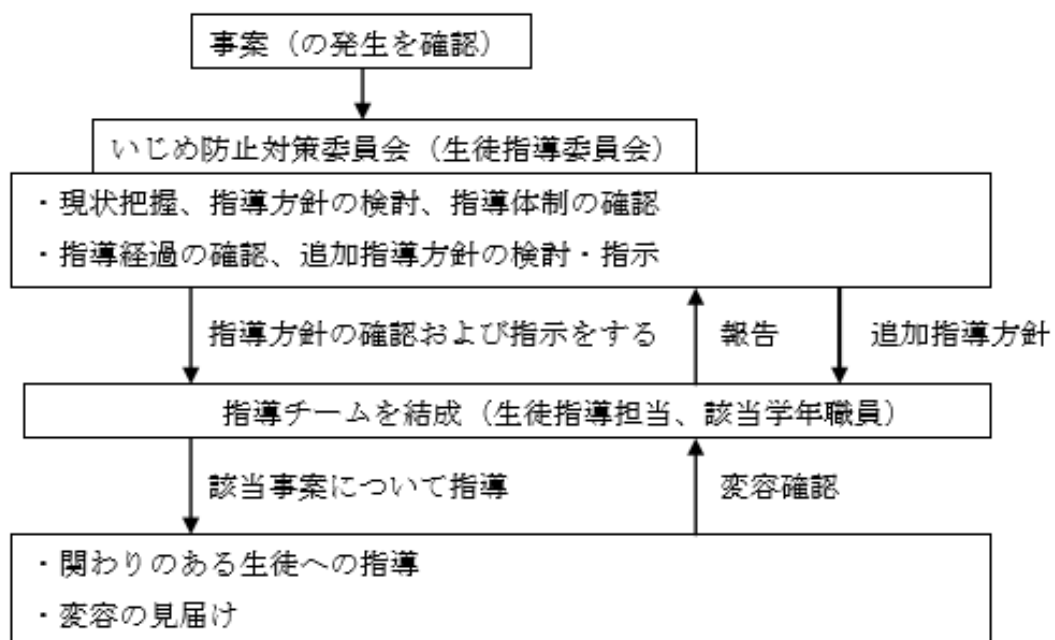 事案（の発生を確認）
いじめ防止対策委員会（生徒指導委員会）
・現状把握、指導方針の検討、指導体制の確認
・指導経過の確認、追加指導方針の検討・指示
指導方針の確認および指示をする
報告
追加指導方針
指導チームを結成（生徒指導担当、該当学年職員）
該当事案について指導
変容確認
・関わりのある生徒への指導
・変容の見届け